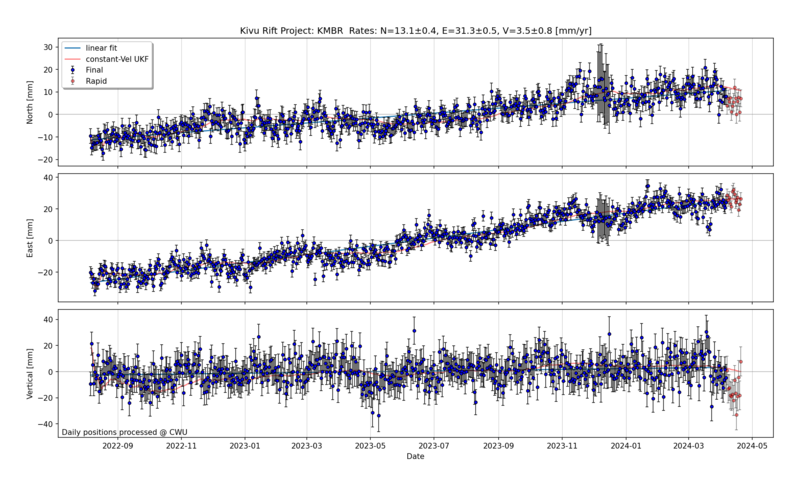 Kivu Rift Project: KMBR  Rates: N=13.1±0.4, E=31.3±0.5, V=3.5±0.8 [mm/yr]
linear fit
constant-Vel UKF
Final
Rapid
North [mm]
30
20
10
0
−10
−20
East [mm]
40
20
0
−20
Vertical [mm]
40
20
0
−20
−40
Daily positions processed @ CWU
2022-09 2022-11 2023-01 2023-03 2023-05 2023-07 2023-09 2023-11 2024-01 2024-03 2024-05
Date